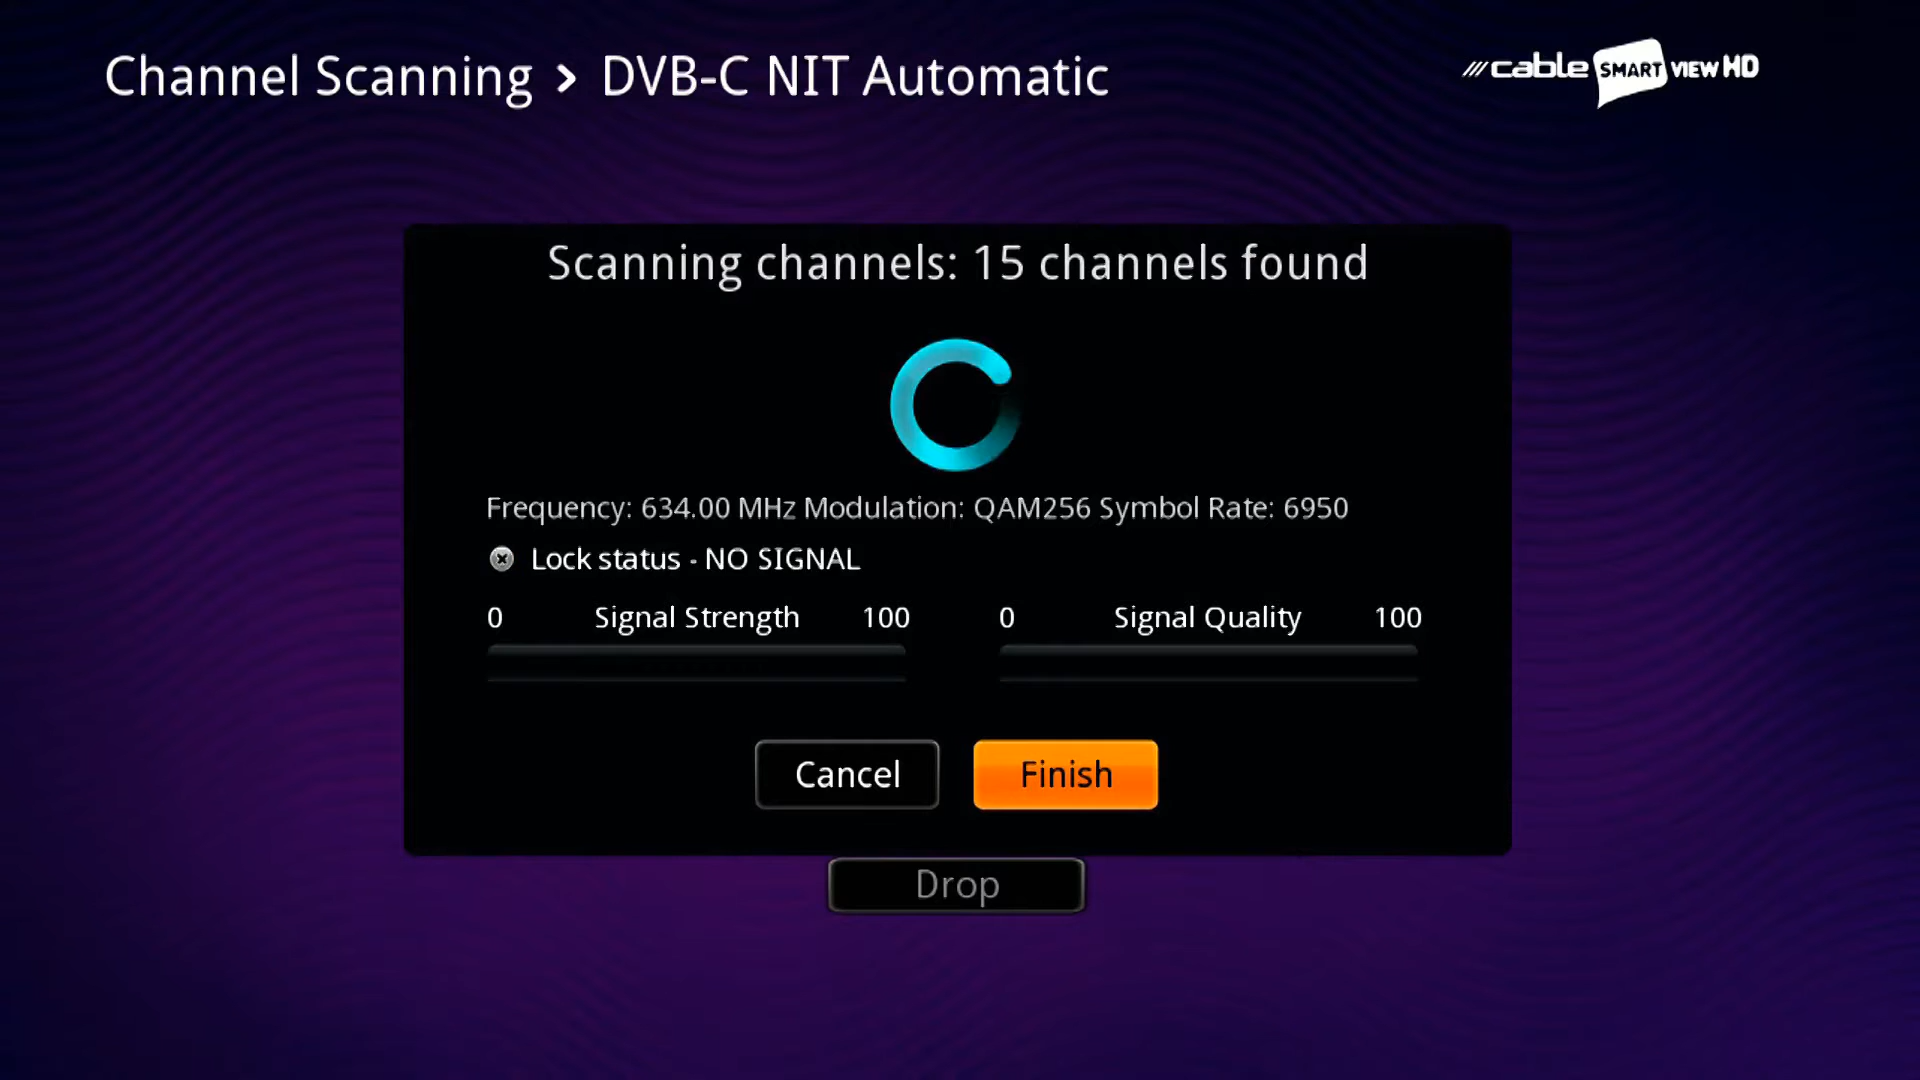 Channel Scanning > DVB-C NIT Automatic
cable SMART VIEW HD
Scanning channels: 15 channels found
Frequency: 634.00 MHz Modulation: QAM256 Symbol Rate: 6950
Lock status - NO SIGNAL
0 Signal Strength 100
0 Signal Quality 100
Cancel
Finish
Drop